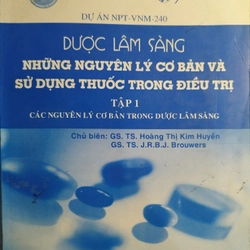 DỰ ÁN NPT-VNM-240
DƯỢC LÂM SÀNG
NHỮNG NGUYÊN LÝ CƠ BẢN VÀ
SỬ DỤNG THUỐC TRONG ĐIỀU TRỊ
TẬP 1
CÁC NGUYÊN LÝ CƠ BẢN TRONG DƯỢC LÂM SÀNG
Chủ biên: GS. TS. Hoàng Thị Kim Huyền
GS. TS. J.R.B.J. Brouwers